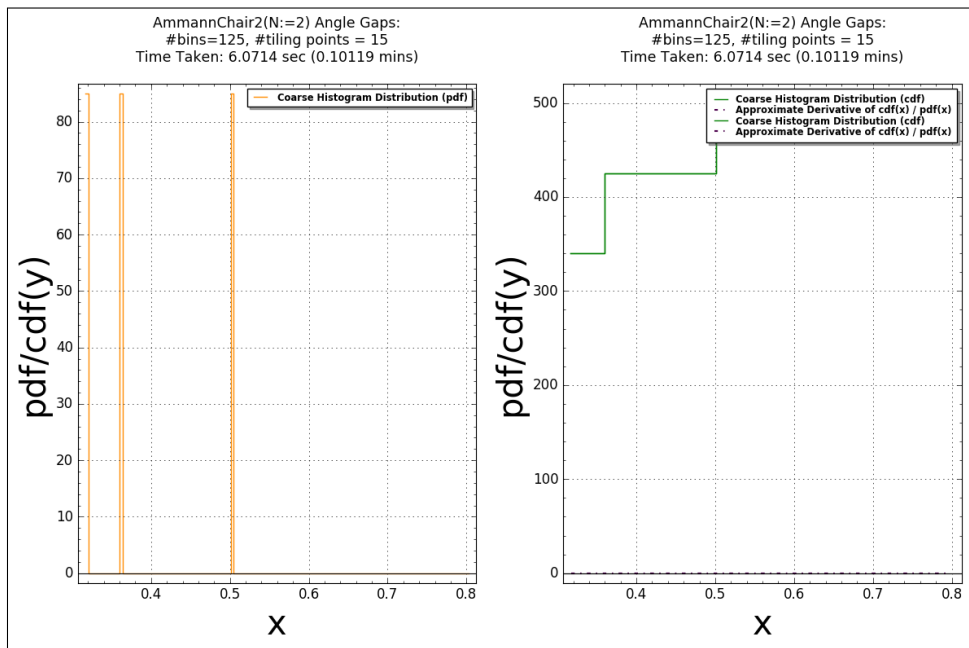 AmmannChair2(N:=2) Angle Gaps:
#bins=125, #tiling points = 15
Time Taken: 6.0714 sec (0.10119 mins)
Coarse Histogram Distribution (pdf)
80
70
60
50
40
30
20
10
0
0.4
0.5
0.6
0.7
0.8
pdf/cdf(y)
x
AmmannChair2(N:=2) Angle Gaps:
#bins=125, #tiling points = 15
Time Taken: 6.0714 sec (0.10119 mins)
Coarse Histogram Distribution (cdf)
Approximate Derivative of cdf(x) / pdf(x)
Coarse Histogram Distribution (cdf)
Approximate Derivative of cdf(x) / pdf(x)
500
400
300
200
100
0
0.4
0.5
0.6
0.7
0.8
pdf/cdf(y)
x